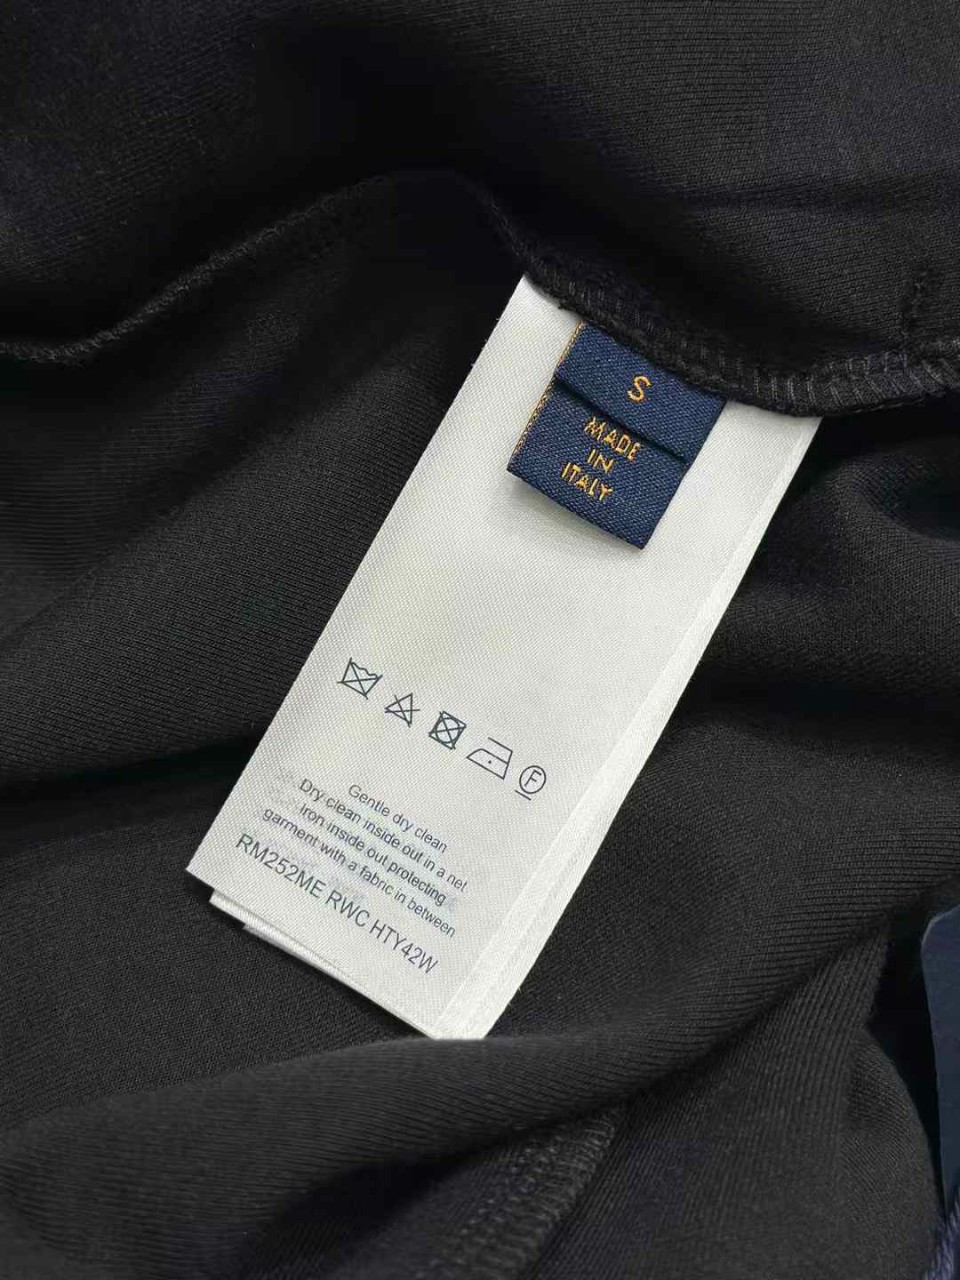 S
MADE
IN
ITALY
F
Gentle dry clean
Dry clean inside out in a net
Iron inside out protecting
garment with a fabric in between
RM252ME RWC HTY42W